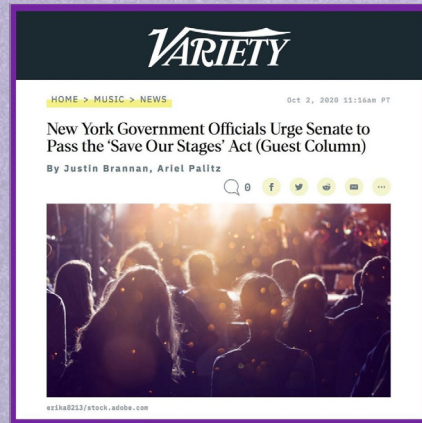 VARIETY
HOME > MUSIC > NEWS
Oct 2, 2020 11:16am PT
New York Government Officials Urge Senate to
Pass the ‘Save Our Stages’ Act (Guest Column)
By Justin Brannan, Ariel Palitz
0
erika8213/stock.adobe.com